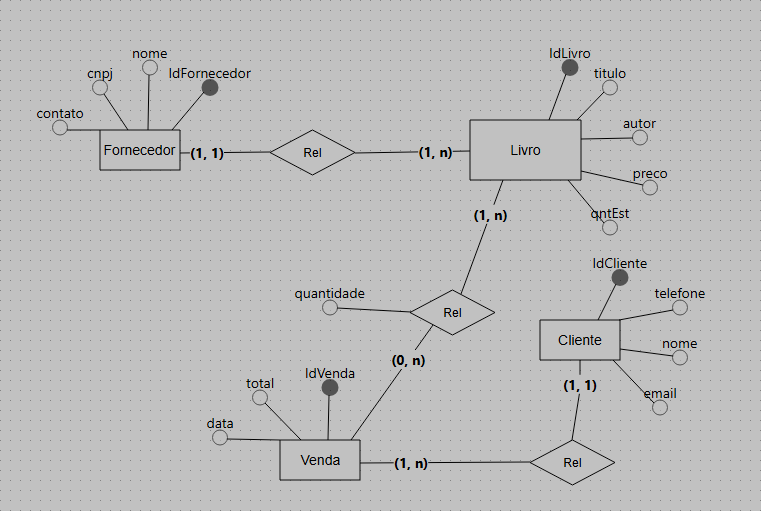 nome
cnpj
IdFornecedor
contato
Fornecedor
(1, 1)
Rel
(1, n)
IdLivro
titulo
autor
Livro
preco
qntEst
(1, n)
quantidade
Rel
(0, n)
IdCliente
telefone
Cliente
nome
email
(1, 1)
IdVenda
total
data
Venda
(1, n)
Rel